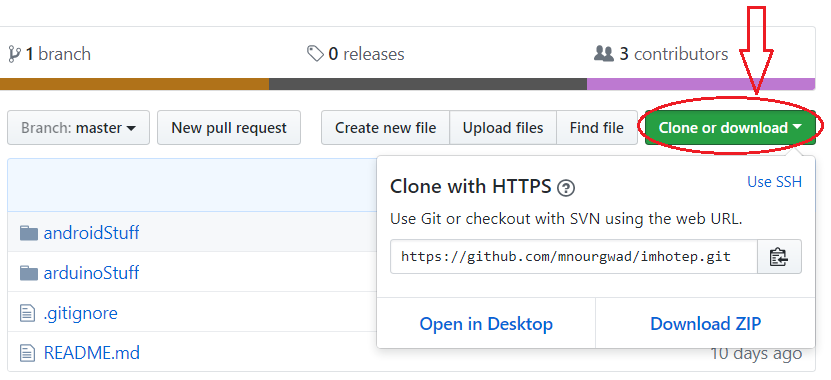 1 branch 0 releases 3 contributors
Branch: master New pull request Create new file Upload files Find file Clone or download
Clone with HTTPS ? Use SSH
Use Git or checkout with SVN using the web URL.
https://github.com/mnourgwad/imhotep.git
Open in Desktop Download ZIP
androidStuff
arduinoStuff
.gitignore
README.md 10 days ago